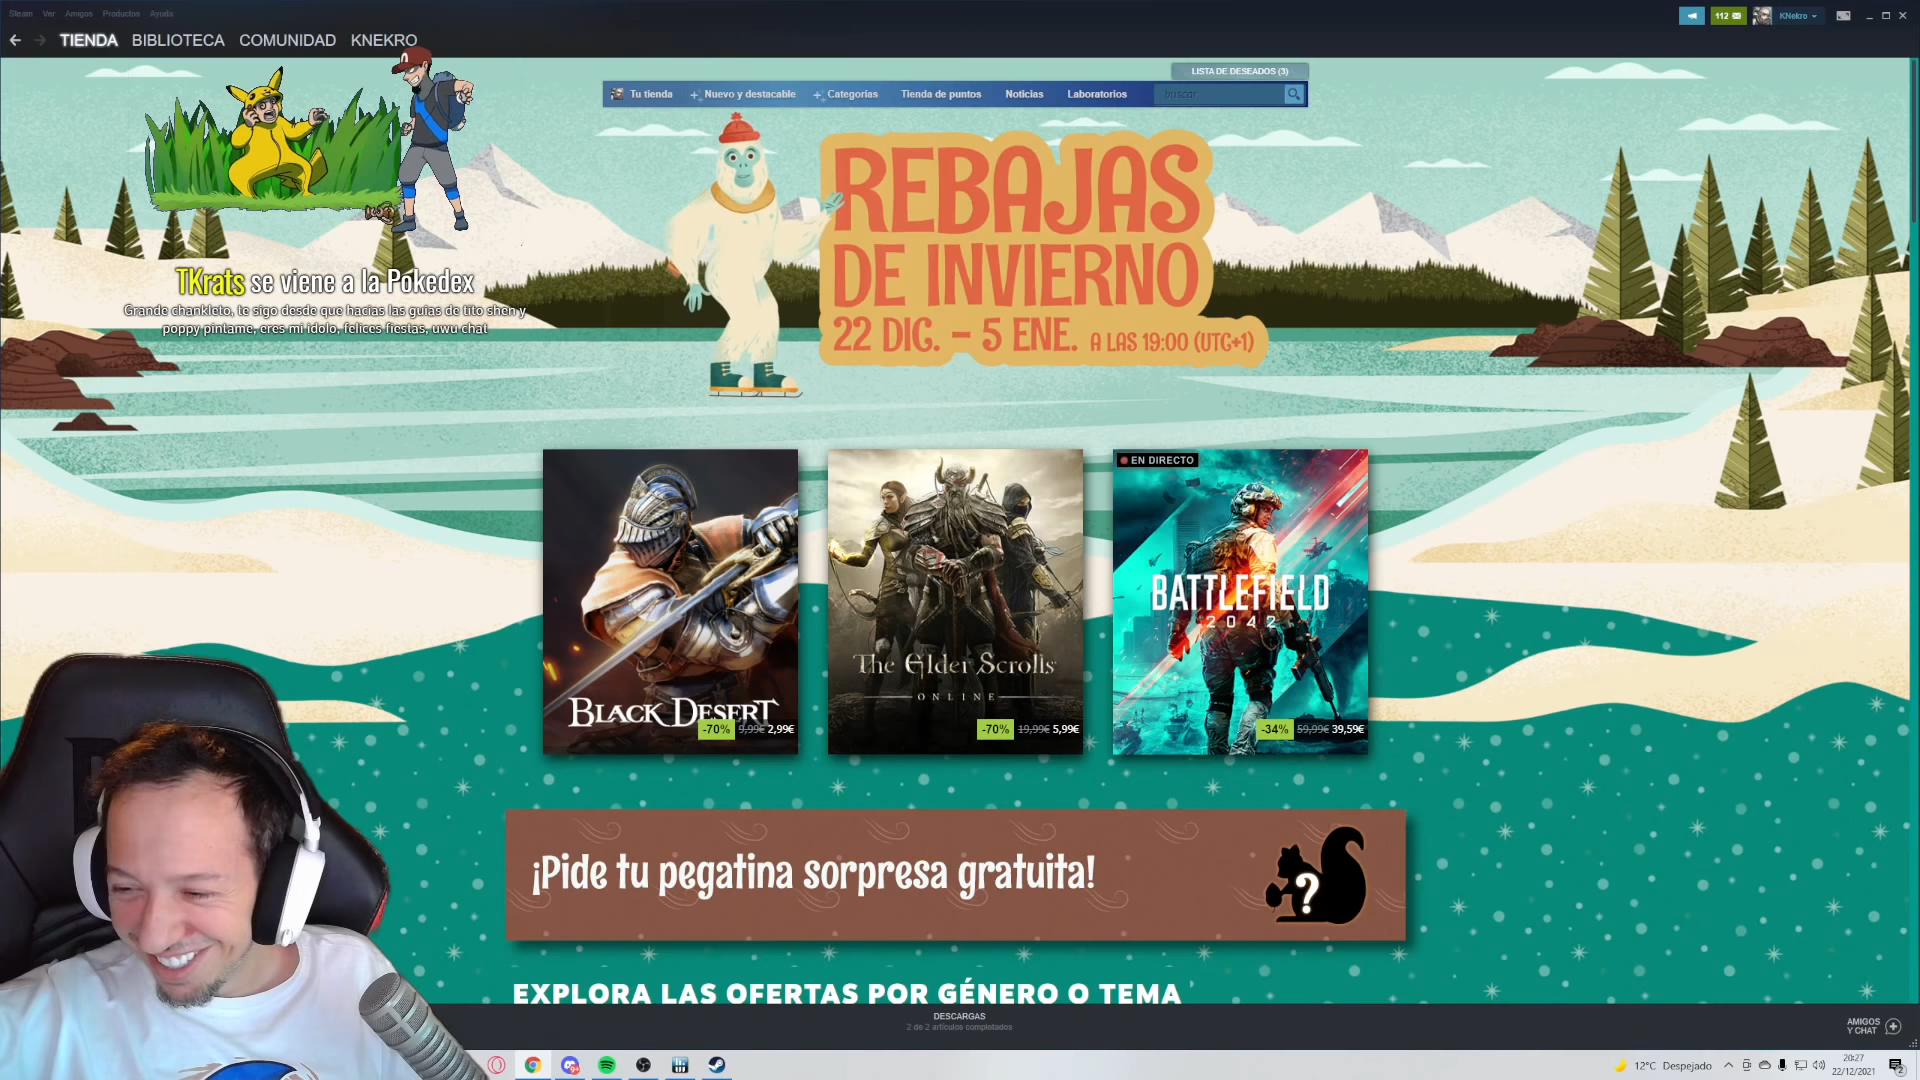 Steam Ver Amigos Productos Ayuda
112
KNekro
TIENDA BIBLIOTECA COMUNIDAD KNEKRO
LISTA DE DESEADOS (3)
Tu tienda Nuevo y destacable Categorías Tienda de puntos Noticias Laboratorios buscar
REBAJAS
DE INVIERNO
22 DIC. - 5 ENE. A LAS 19:00 (UTC+1)
TKrats se viene a la Pokedex
Grande chankleto, te sigo desde que hacias las guias de tito shen y
poppy pintame, eres mi idolo, felices fiestas, uwu chat
EN DIRECTO
BATTLEFIELD
2042
The Elder Scrolls
ONLINE
BLACK DESERT
-70% 9,99€ 2,99€
-70% 19,99€ 5,99€
-34% 59,99€ 39,59€
¡Pide tu pegatina sorpresa gratuita!
?
EXPLORA LAS OFERTAS POR GÉNERO O TEMA
DESCARGAS
2 de 2 artículos completados
AMIGOS
Y CHAT
12°C Despejado
20:27
22/12/2021
2